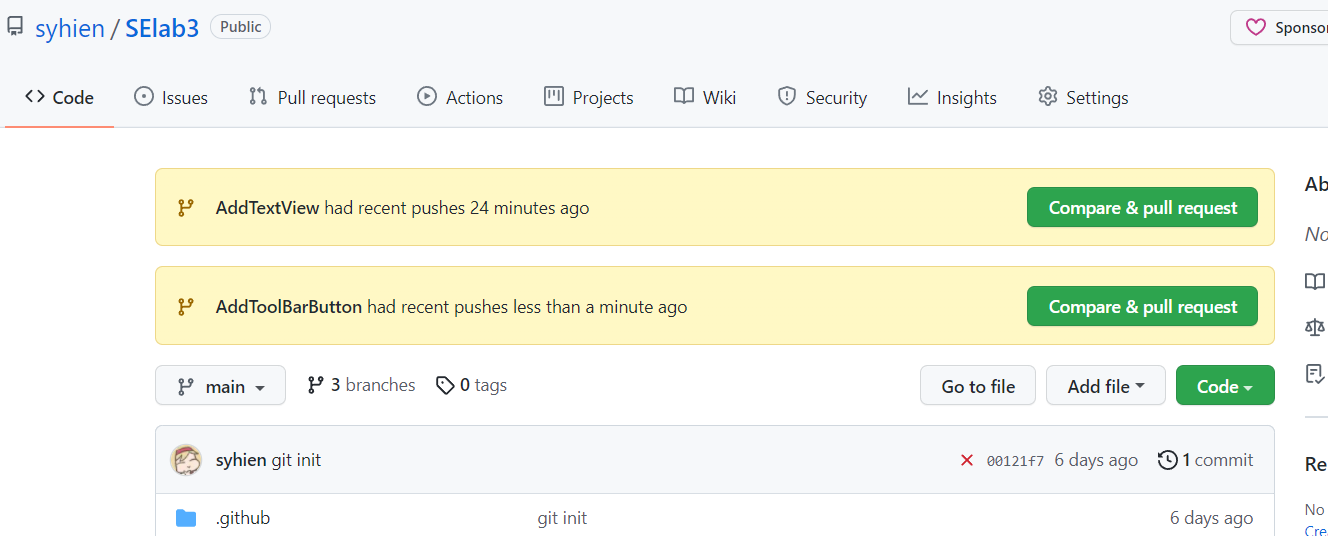 syhien / SElab3 Public
Sponsor
Code Issues Pull requests Actions Projects Wiki Security Insights Settings
AddTextView had recent pushes 24 minutes ago
Compare & pull request
AddToolBarButton had recent pushes less than a minute ago
Compare & pull request
main 3 branches 0 tags
Go to file Add file Code
syhien git init
00121f7 6 days ago 1 commit
.github git init 6 days ago
Ab
No
Re
No
Cre